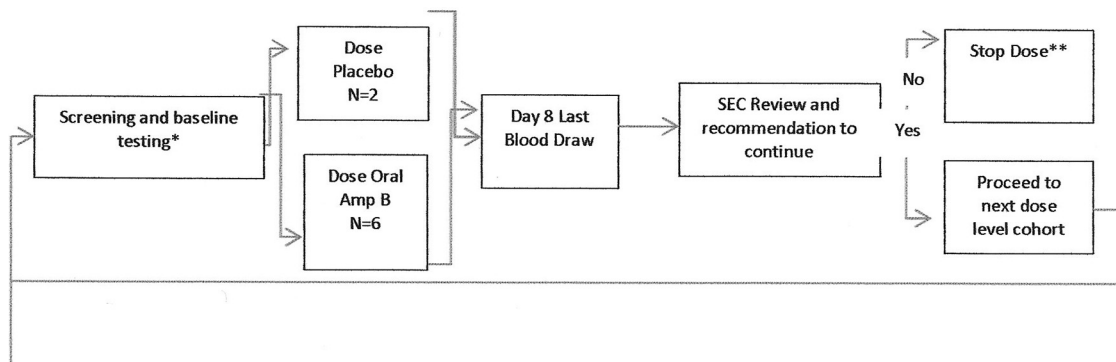 Screening and baseline
testing*
Dose
Placebo
N=2
Dose Oral
Amp B
N=6
Day 8 Last
Blood Draw
SEC Review and
recommendation to
continue
No
,
Yes
Stop Dose**
Proceed to
next dose
level cohort